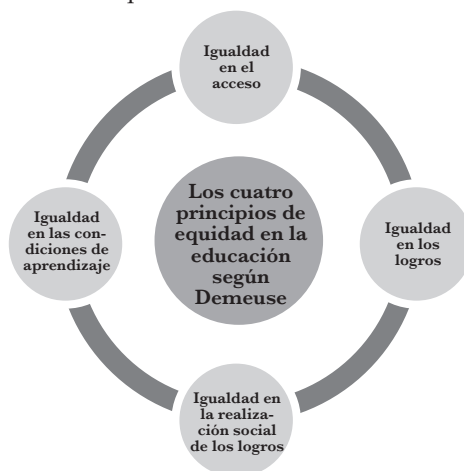 Igualdad
en el
acceso
Los cuatro
principios de
equidad en la
educación
según
Demeuse
Igualdad
en las con-
diciones de
aprendizaje
Igualdad
en los
logros
Igualdad en
la realiza-
ción social
de los logros